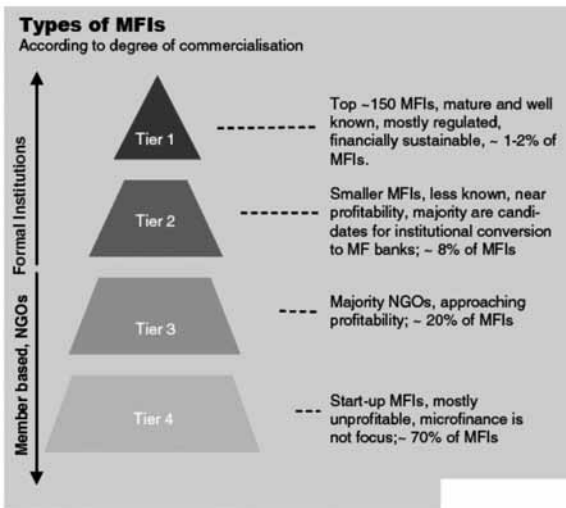 Types of MFIs
According to degree of commercialisation
Formal Institutions
Member based, NGOs
Tier 1
Top ~150 MFIs, mature and well
known, mostly regulated,
financially sustainable, ~ 1-2% of
MFIs.
Tier 2
Smaller MFIs, less known, near
profitability, majority are candi-
dates for institutional conversion
to MF banks; ~ 8% of MFIs
Tier 3
Majority NGOs, approaching
profitability; ~ 20% of MFIs
Tier 4
Start-up MFIs, mostly
unprofitable, microfinance is
not focus;~ 70% of MFIs